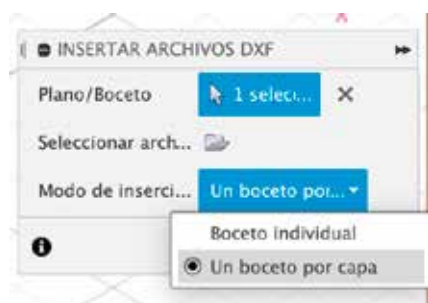 INSERTAR ARCHIVOS DXF
Plano/Boceto 1 selecc...
Seleccionar arch...
Modo de inserci... Un boceto por...
Boceto individual
Un boceto por capa